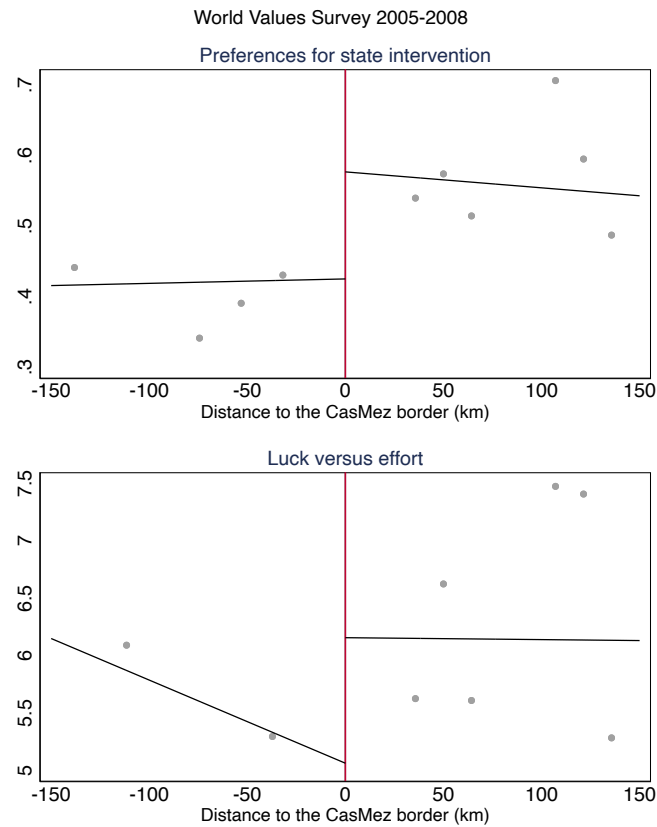 World Values Survey 2005-2008
Preferences for state intervention
.7
.6
.5
.4
.3
-150 -100 -50 0 50 100 150
Distance to the CasMez border (km)
Luck versus effort
7.5
7
6.5
6
5.5
5
-150 -100 -50 0 50 100 150
Distance to the CasMez border (km)